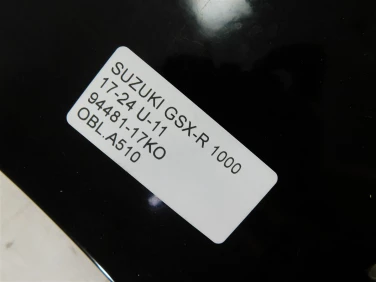 SUZUKI GSX-R 1000
17-24 U-11
94481-17KO
OBL.A510